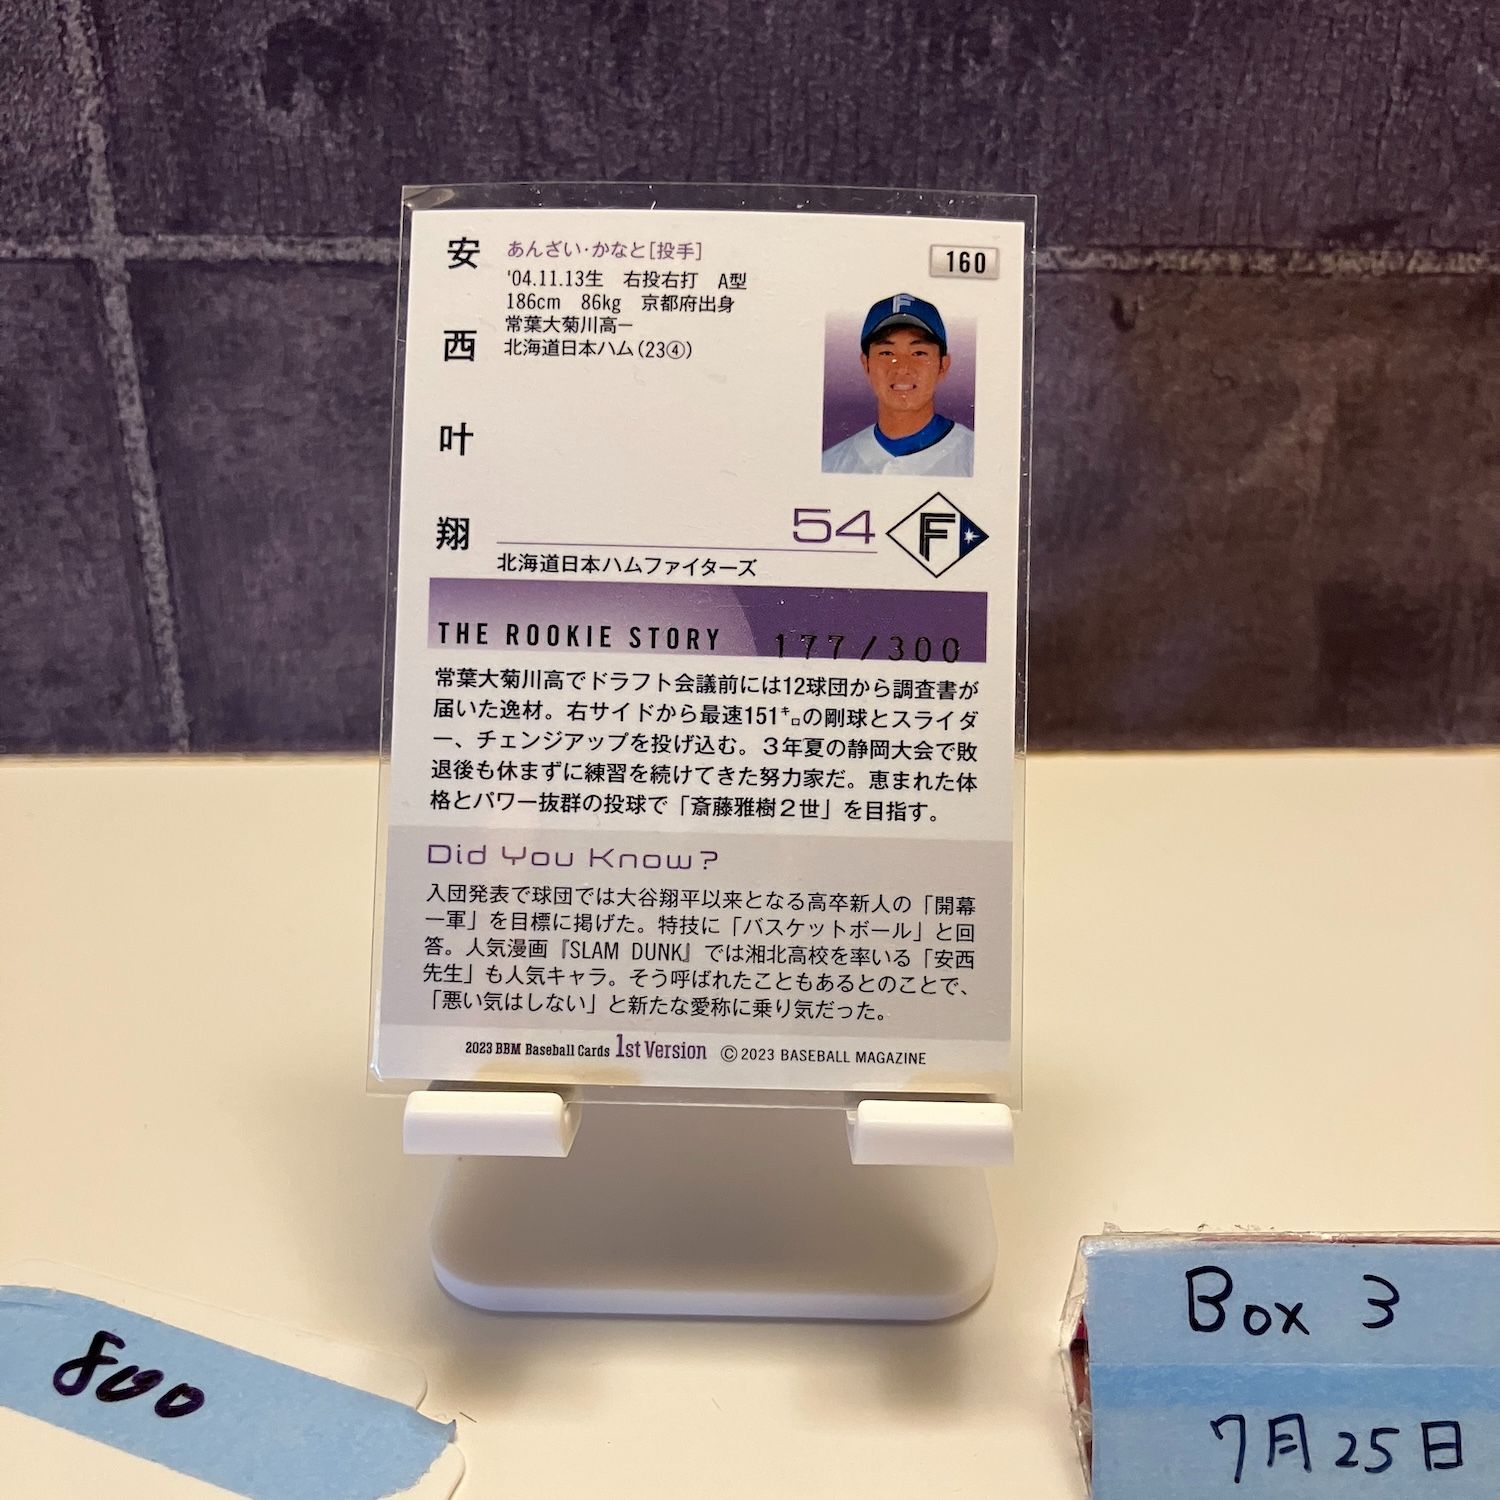 安西叶翔
あんざい・かなと[投手]
'04.11.13生 右投右打 A型
186cm 86kg 京都府出身
常葉大菊川高ー
北海道日本ハム(23④)
160
F
54
F
北海道日本ハムファイターズ
THE ROOKIE STORY
177/300
常葉大菊川高でドラフト会議前には12球団から調査書が
届いた逸材。右サイドから最速151㌔の剛球とスライダ
ー、チェンジアップを投げ込む。3年夏の静岡大会で敗
退後も休まずに練習を続けてきた努力家だ。恵まれた体
格とパワー抜群の投球で「斎藤雅樹2世」を目指す。
Did You Know?
入団発表で球団では大谷翔平以来となる高卒新人の「開幕
一軍」を目標に掲げた。特技に「バスケットボール」と回
答。人気漫画『SLAM DUNK』では湘北高校を率いる「安西
先生」も人気キャラ。そう呼ばれたこともあるとのことで、
「悪い気はしない」と新たな愛称に乗り気だった。
2023 BBM Baseball Cards 1st Version ©2023 BASEBALL MAGAZINE
800
Box 3
7月25日